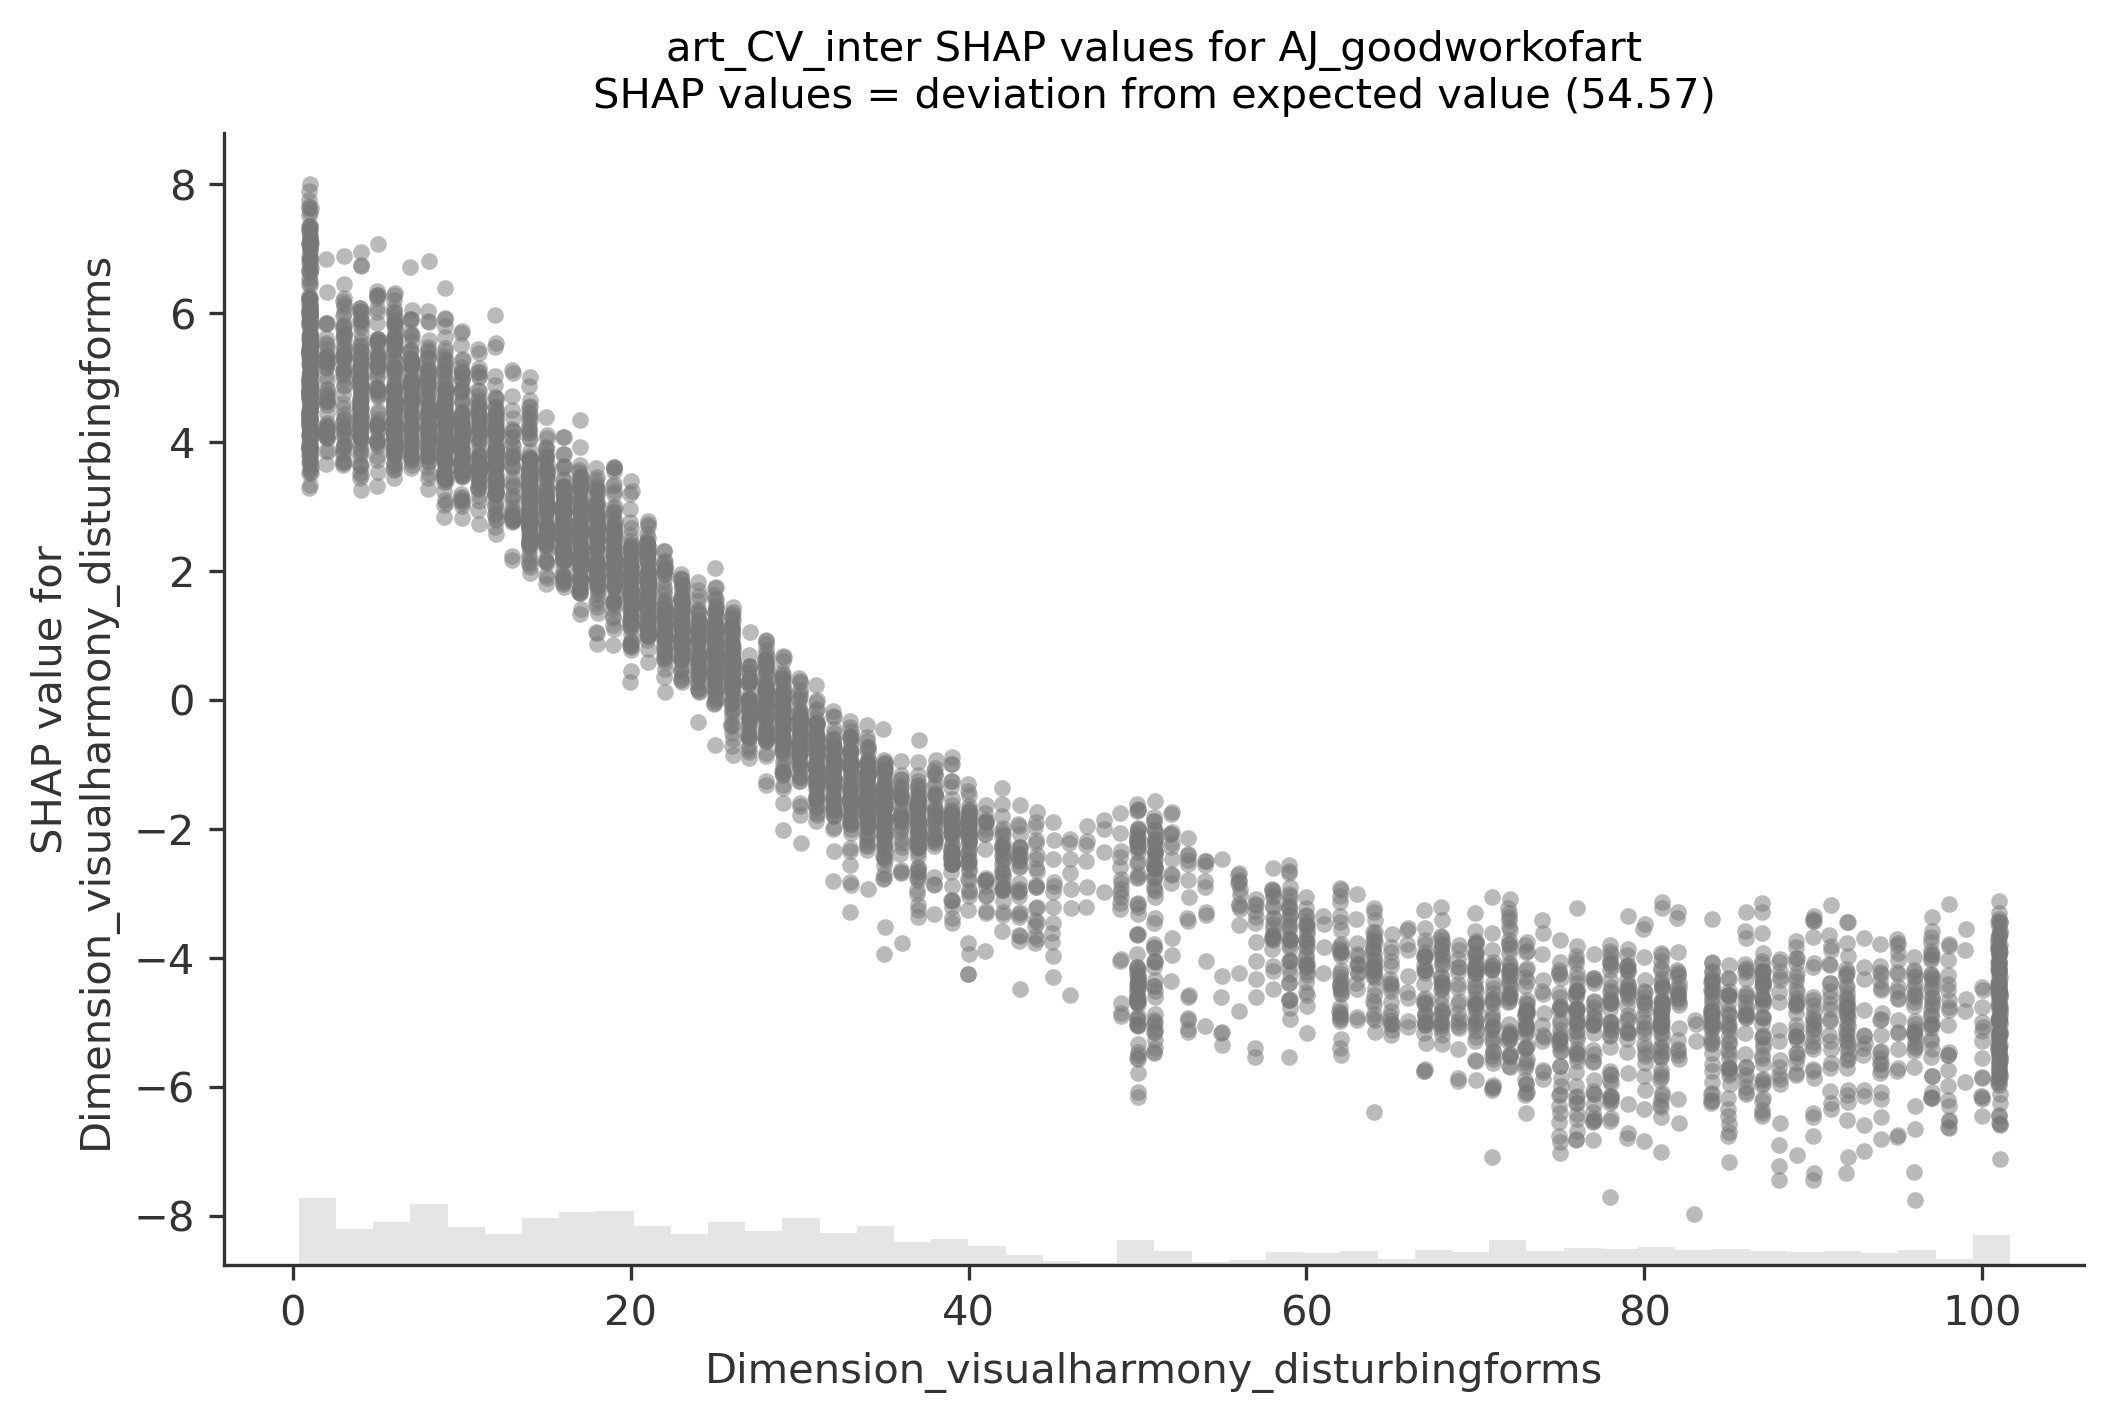 art_CV_inter SHAP values for AJ_goodworkofart
SHAP values = deviation from expected value (54.57)
SHAP value for
Dimension_visualharmony_disturbingforms
8
6
4
2
0
−2
−4
−6
−8
0 20 40 60 80 100
Dimension_visualharmony_disturbingforms